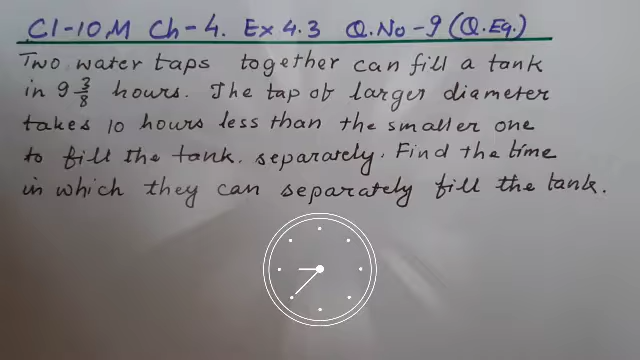 Cl-10 M Ch-4. Ex 4.3 Q.No-9 (Q.Eq.)
Two water taps together can fill a tank
in 9 3/8 hours. The tap of larger diameter
takes 10 hours less than the smaller one
to fill the tank. separately. Find the time
in which they can separately fill the tank.